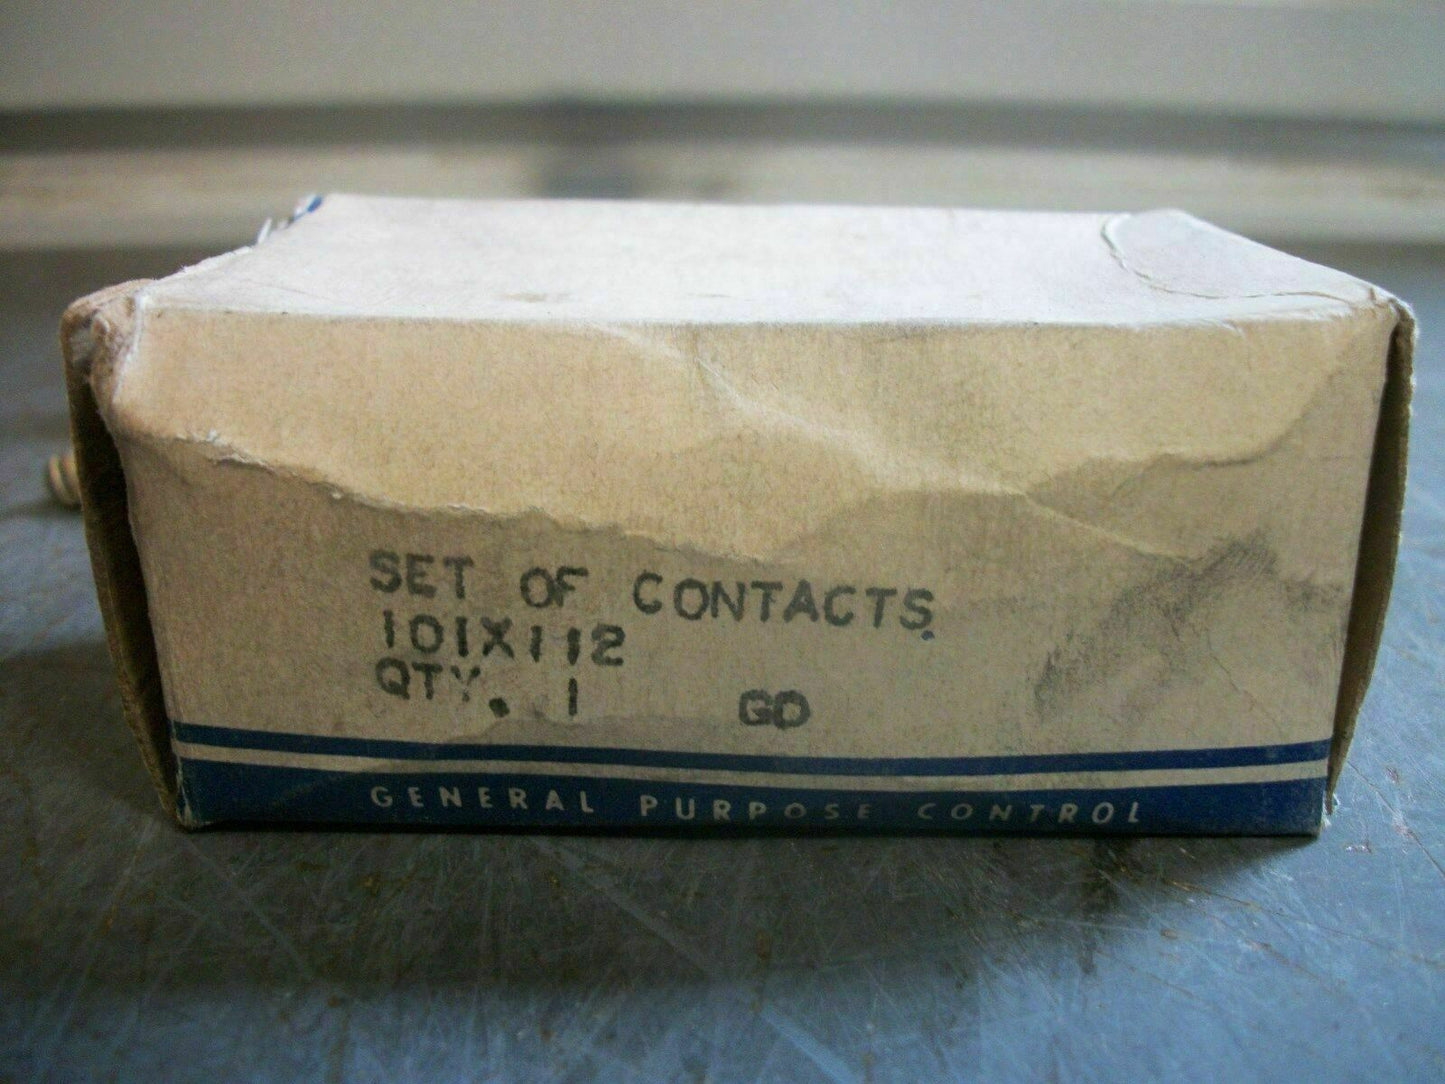 SET OF CONTACTS.
101X112
QTY. 1 GO
GENERAL PURPOSE CONTROL